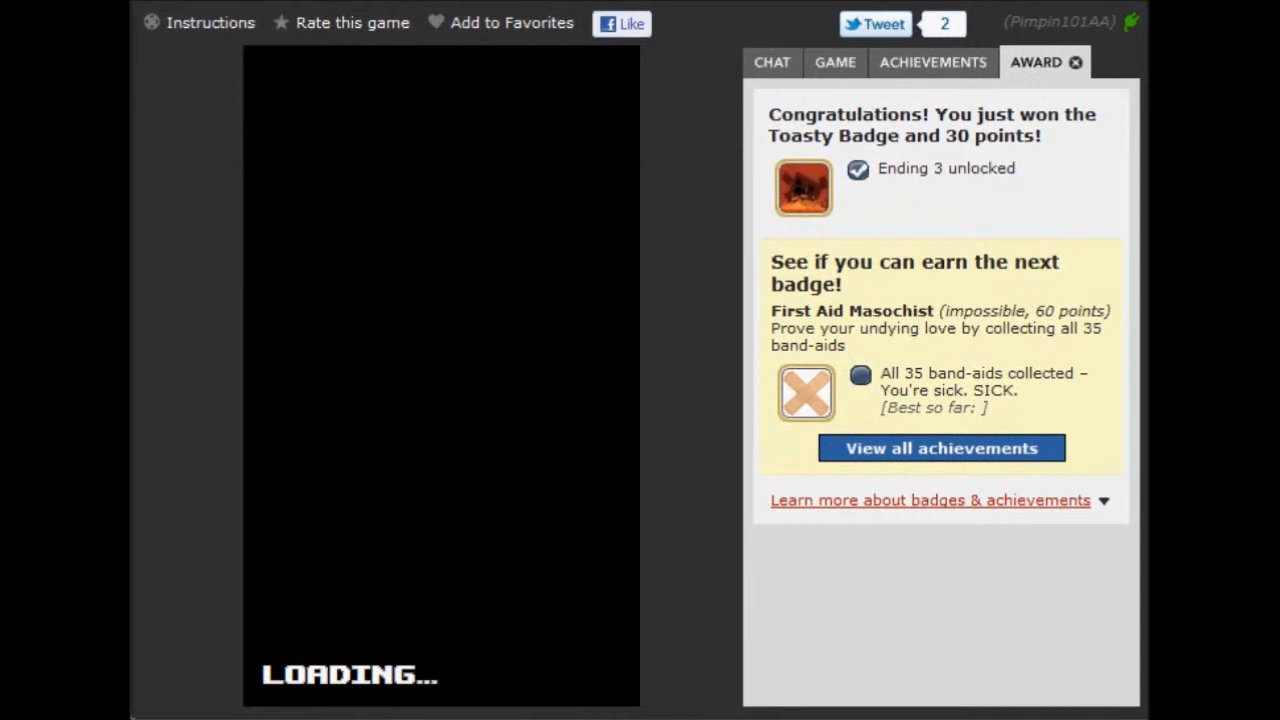 Instructions Rate this game Add to Favorites Like Tweet 2 (Pimpin101AA)
CHAT GAME ACHIEVEMENTS AWARD
Congratulations! You just won the
Toasty Badge and 30 points!
Ending 3 unlocked
See if you can earn the next
badge!
First Aid Masochist (impossible, 60 points)
Prove your undying love by collecting all 35
band-aids
All 35 band-aids collected –
You're sick. SICK.
[Best so far: ]
View all achievements
Learn more about badges & achievements
LOADING...